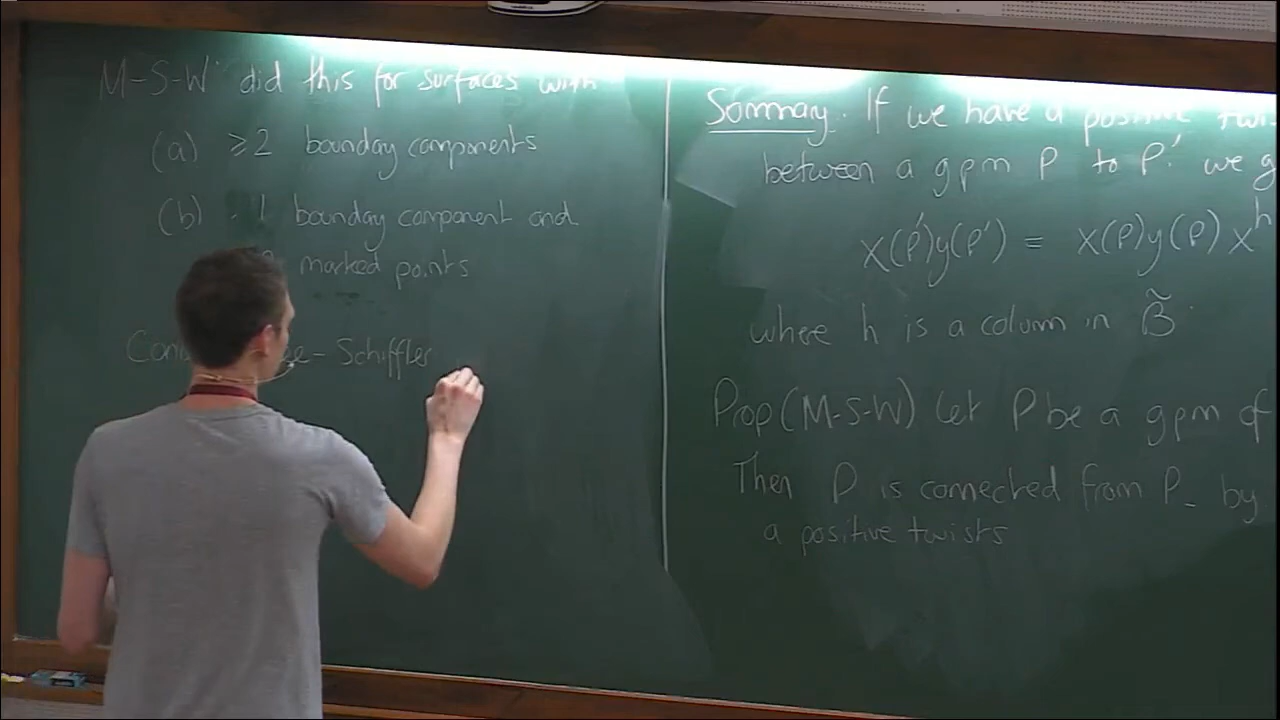 M-S-W did this for surfaces with
(a) ≥2 boundary components
(b) 1 boundary component and
marked points
- Schiffler
Summary. If we have a positive
between a gpm P to P'. we
x(P')y(P') = x(P)y(P) x^h
where h is a column in B̃
Prop (M-S-W) Let P be a gpm of
Then P is connected from P_ by
a positive twists